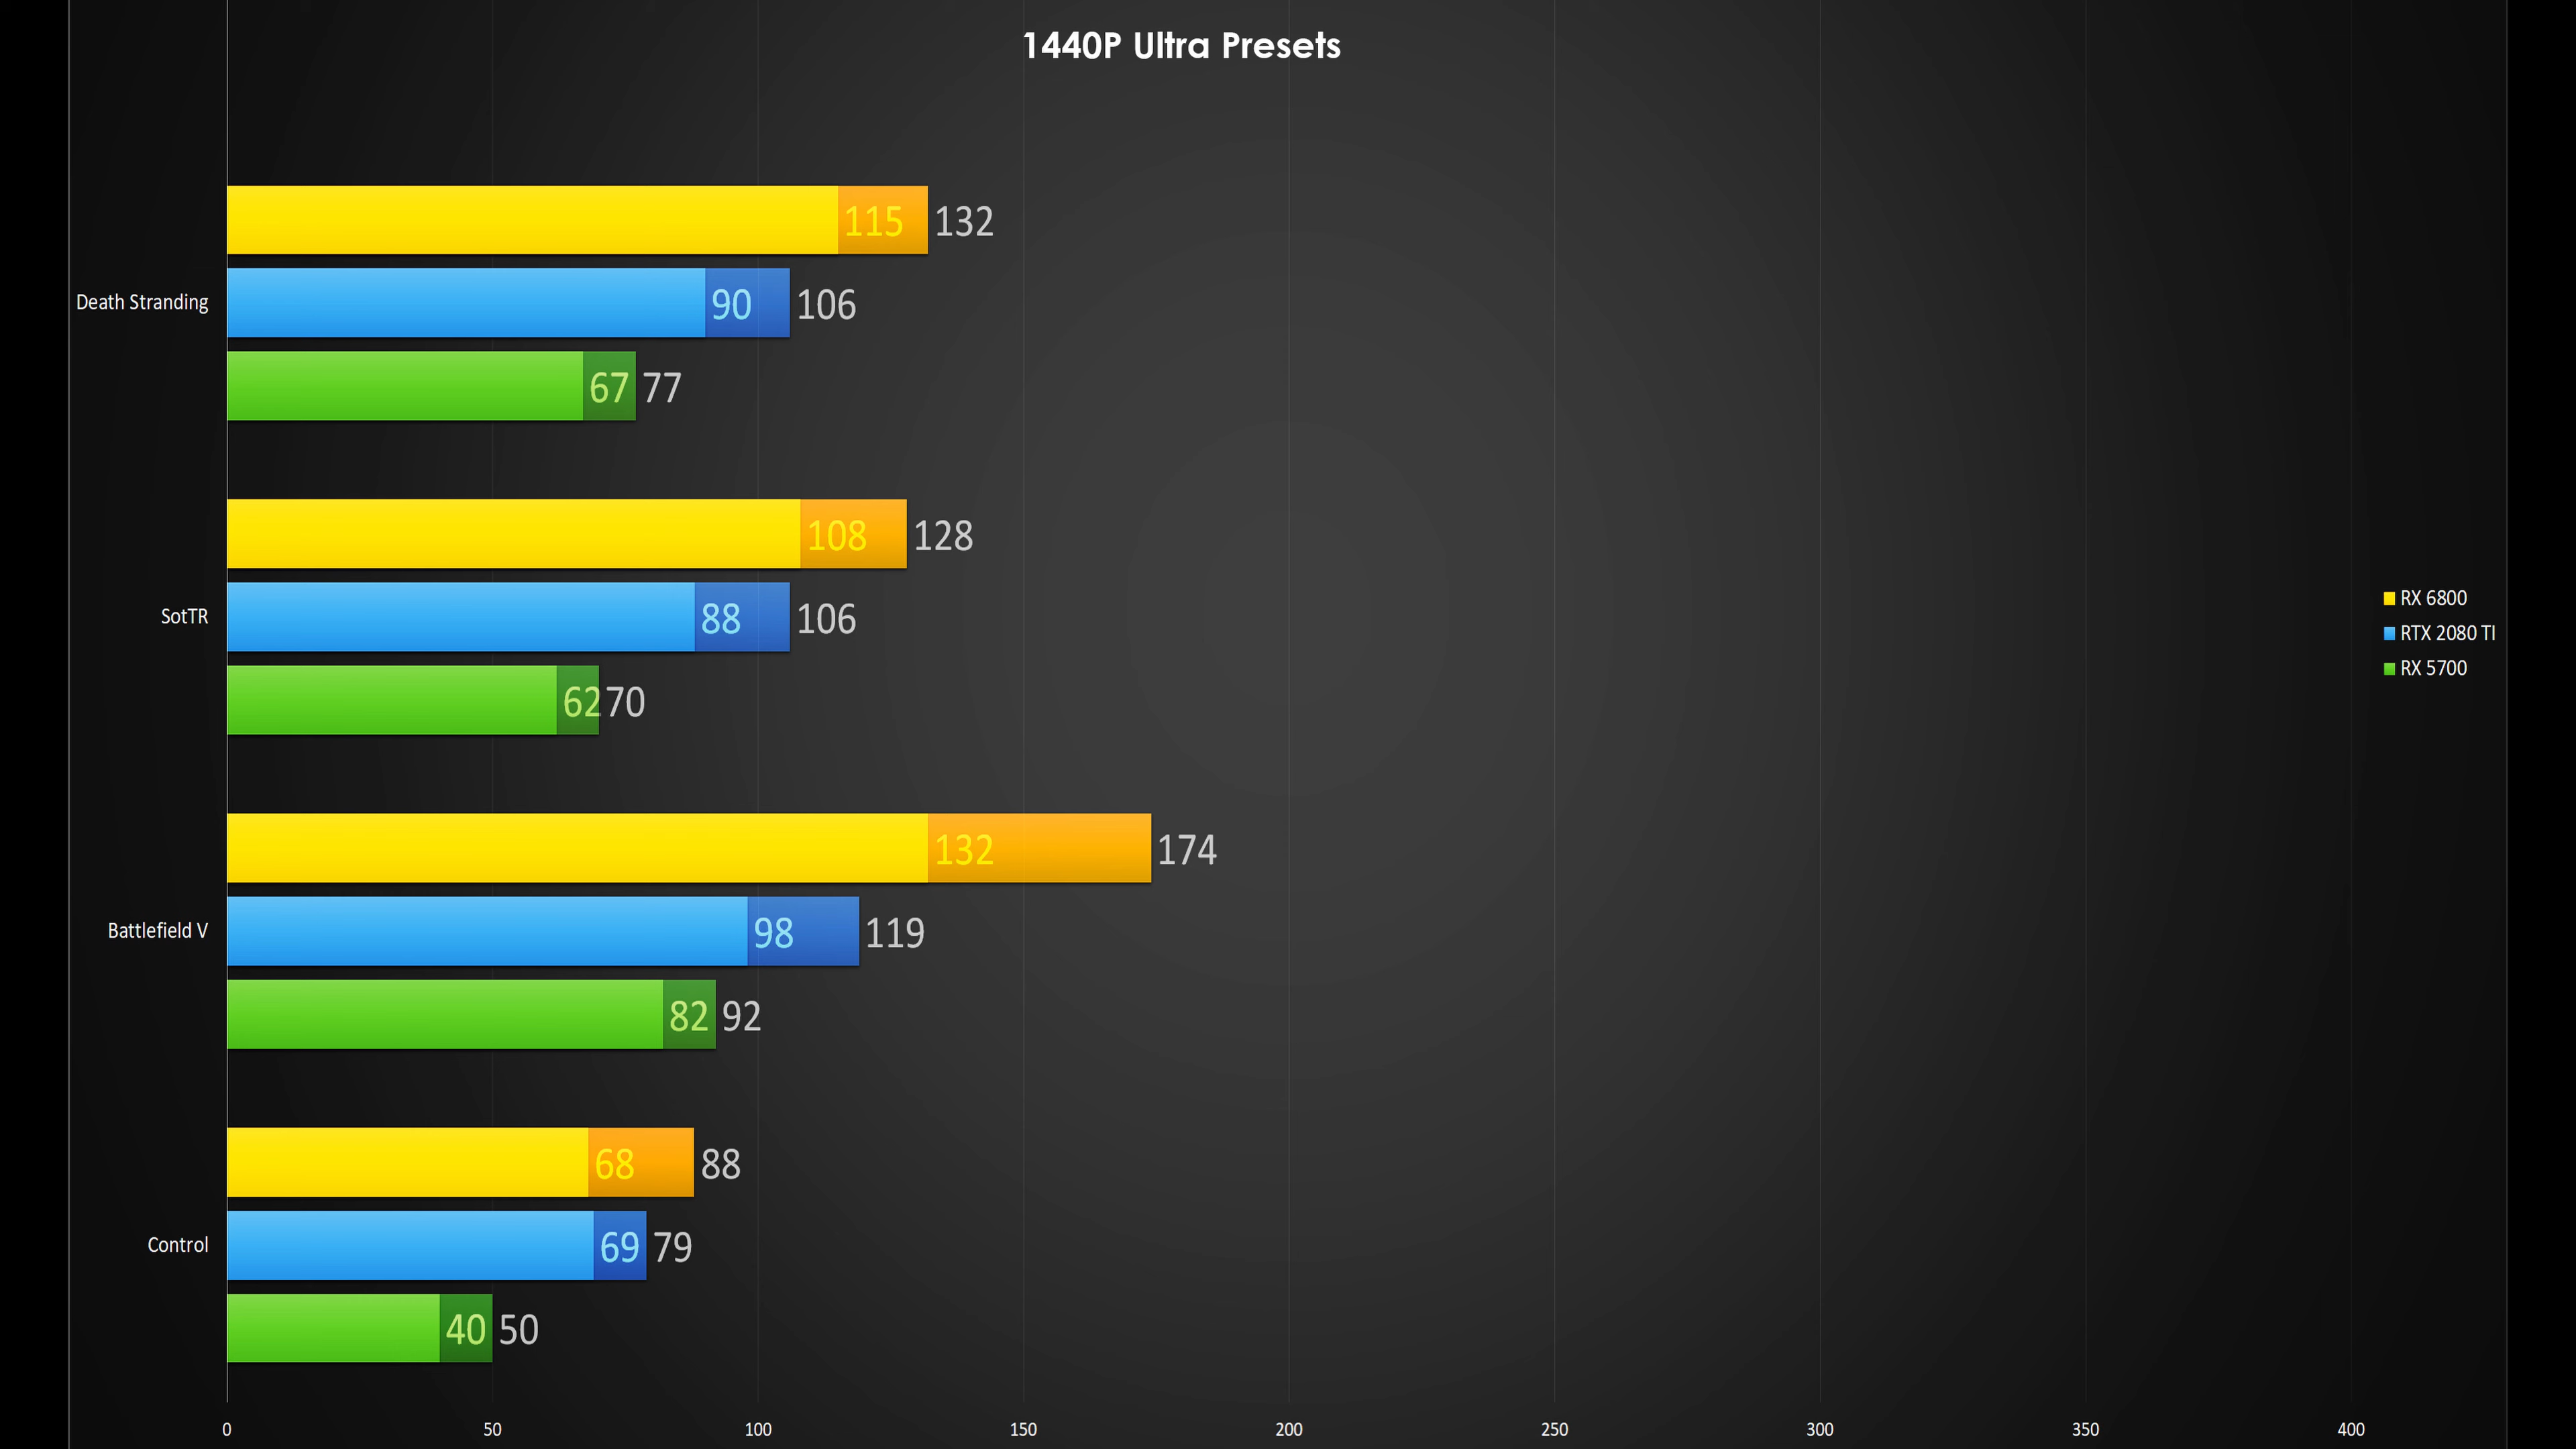 1440P Ultra Presets
115 132
Death Stranding
90 106
67 77
108 128
SotTR
88 106
62 70
132 174
Battlefield V
98 119
82 92
68 88
Control
69 79
40 50
RX 6800
RTX 2080 TI
RX 5700
0 50 100 150 200 250 300 350 400